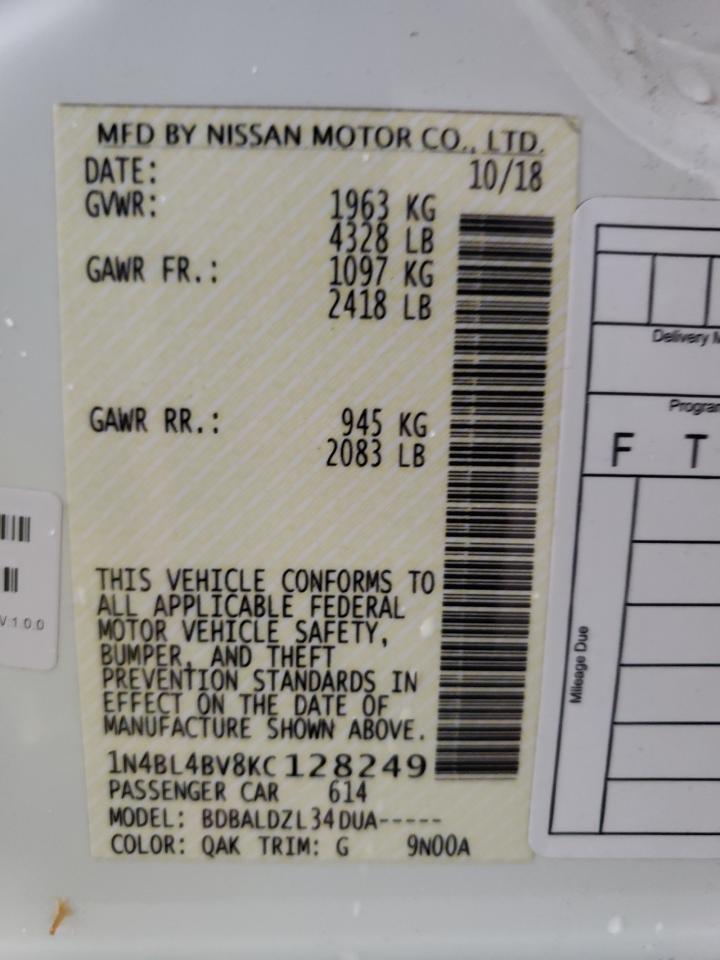 MFD BY NISSAN MOTOR CO., LTD.
DATE: 10/18
GVWR: 1963 KG
4328 LB
GAWR FR.: 1097 KG
2418 LB
GAWR RR.: 945 KG
2083 LB
THIS VEHICLE CONFORMS TO
ALL APPLICABLE FEDERAL
MOTOR VEHICLE SAFETY,
BUMPER, AND THEFT
PREVENTION STANDARDS IN
EFFECT ON THE DATE OF
MANUFACTURE SHOWN ABOVE.
1N4BL4BV8KC128249
PASSENGER CAR 614
MODEL: BDBALDZL34DUA-----
COLOR: QAK TRIM: G 9N00A
Delivery M
Program
F T
Mileage Due
V.1.0.0